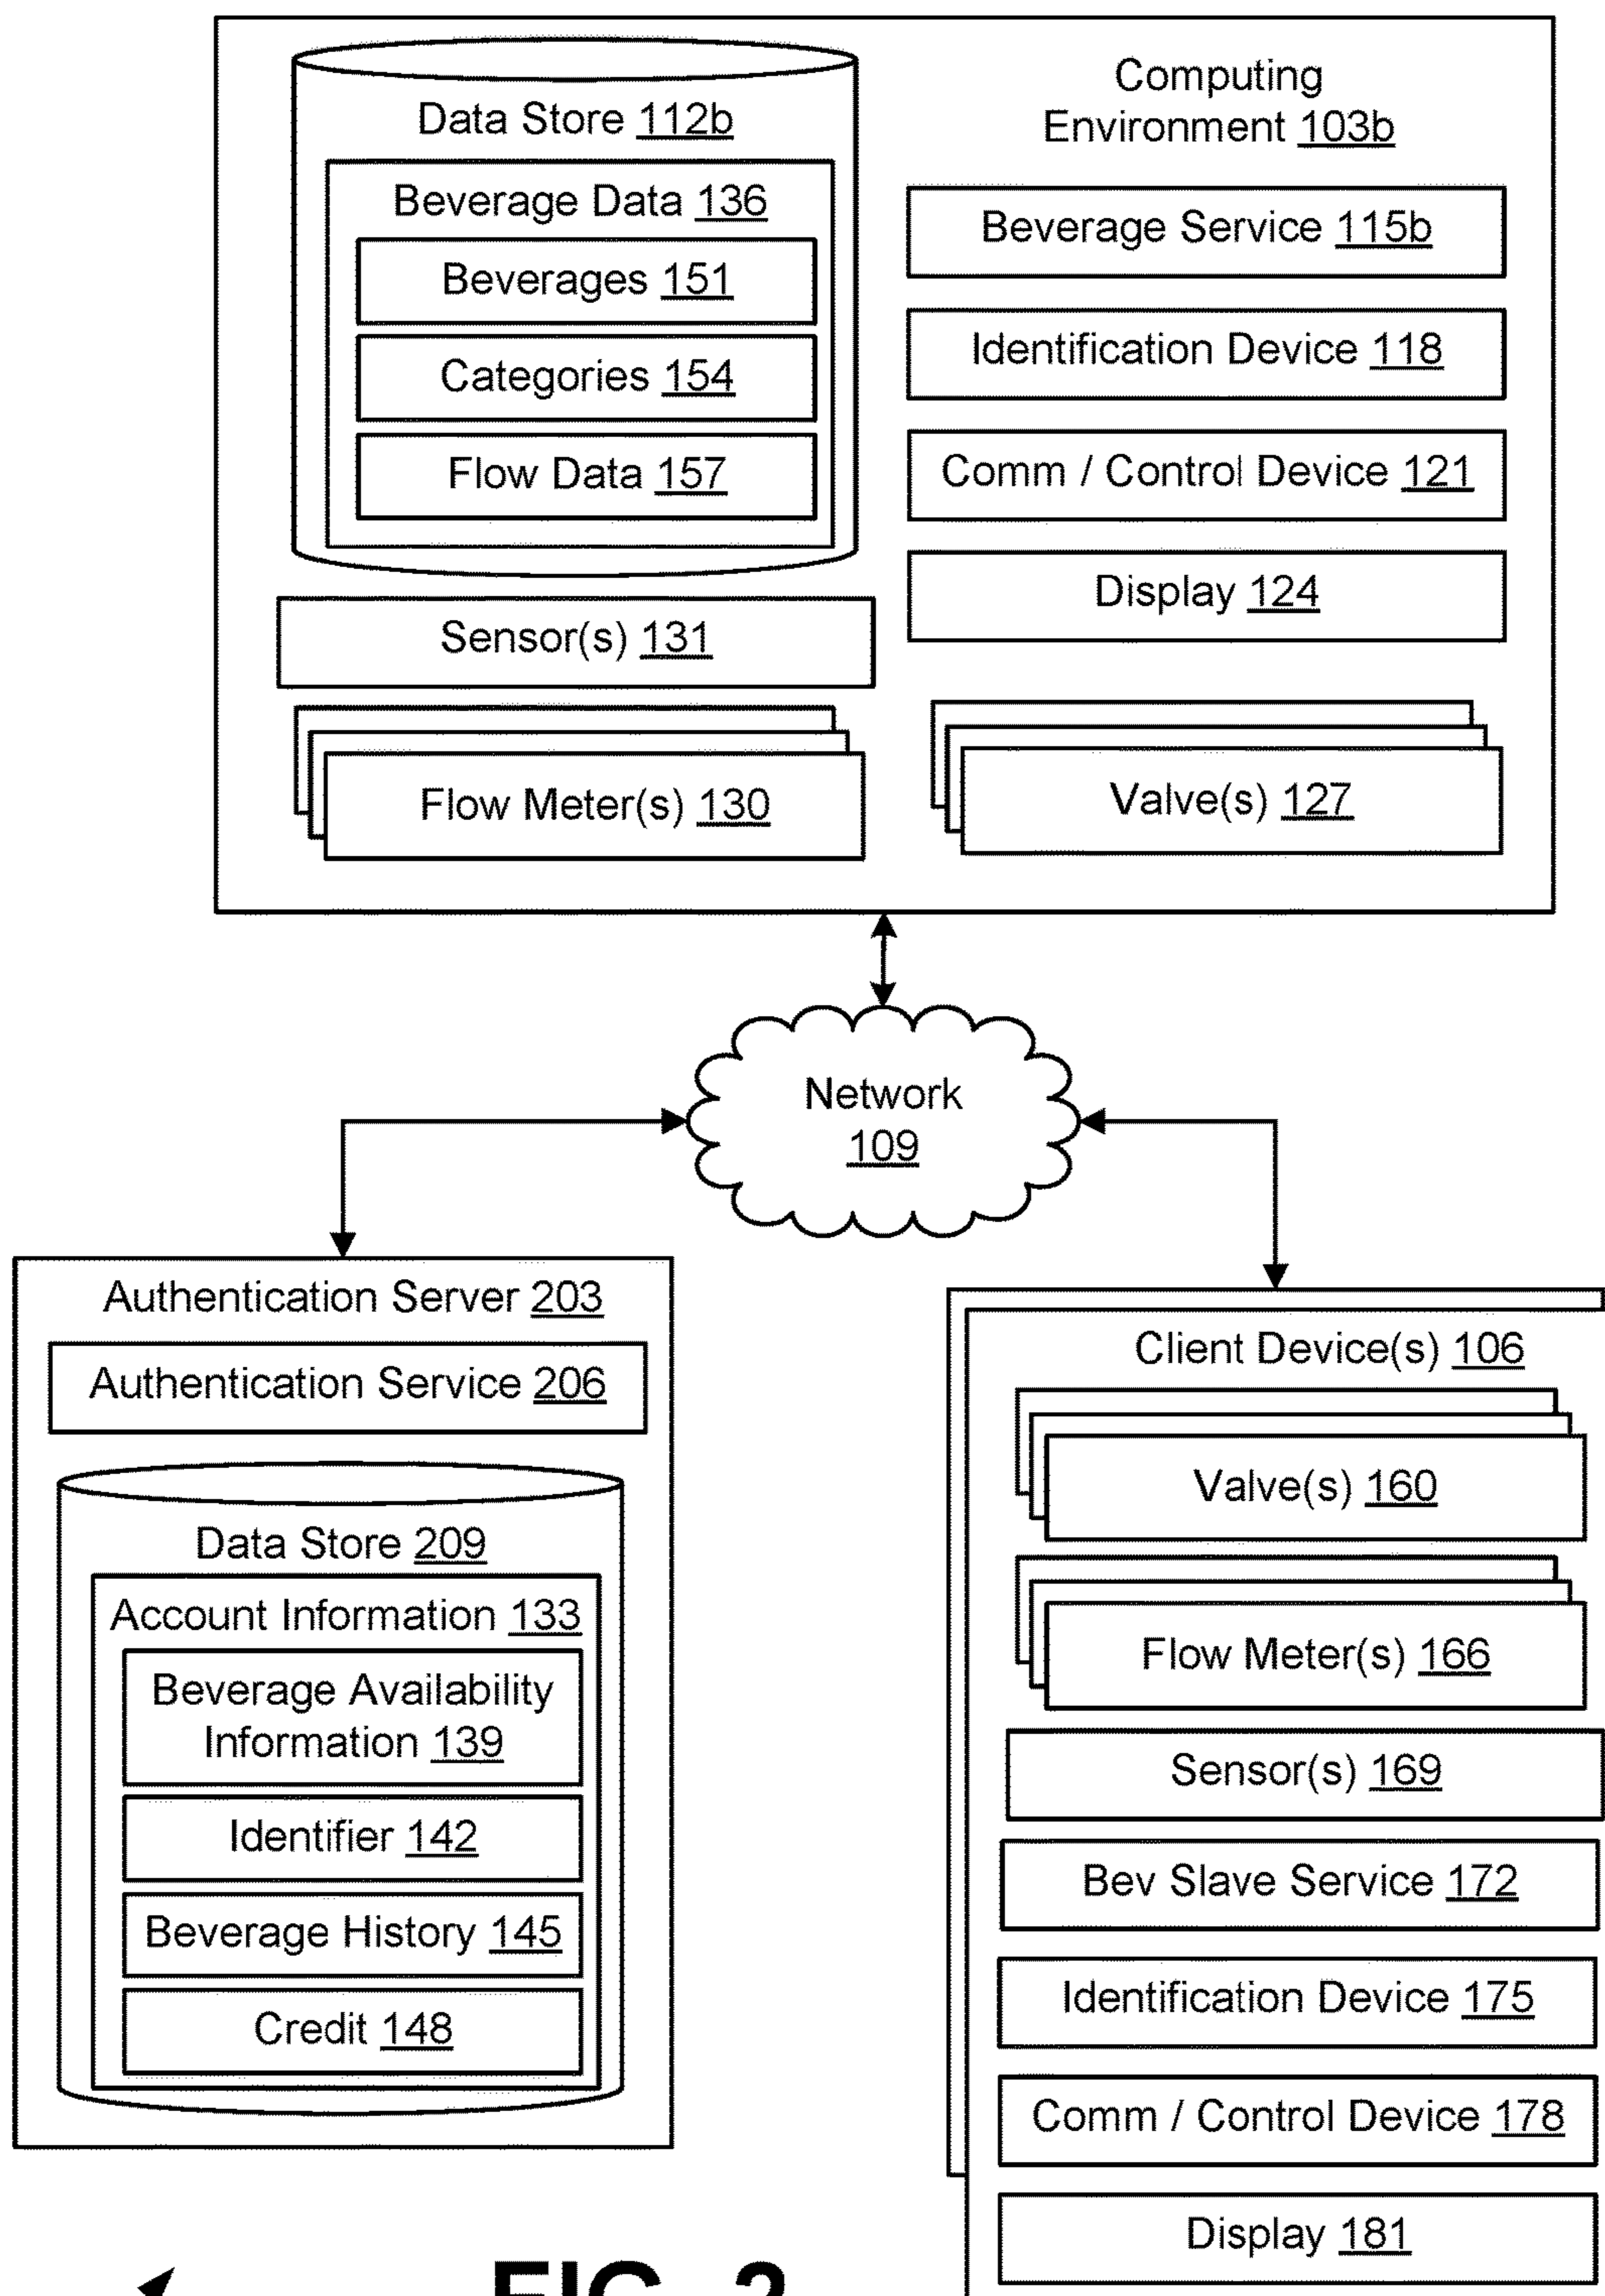 Data Store 112b
Beverage Data 136
Beverages 151
Categories 154
Flow Data 157
Sensor(s) 131
Flow Meter(s) 130
Computing
Environment 103b
Beverage Service 115b
Identification Device 118
Comm / Control Device 121
Display 124
Valve(s) 127
Network
109
Authentication Server 203
Authentication Service 206
Data Store 209
Account Information 133
Beverage Availability
Information 139
Identifier 142
Beverage History 145
Credit 148
Client Device(s) 106
Valve(s) 160
Flow Meter(s) 166
Sensor(s) 169
Bev Slave Service 172
Identification Device 175
Comm / Control Device 178
Display 181
FIG. 2